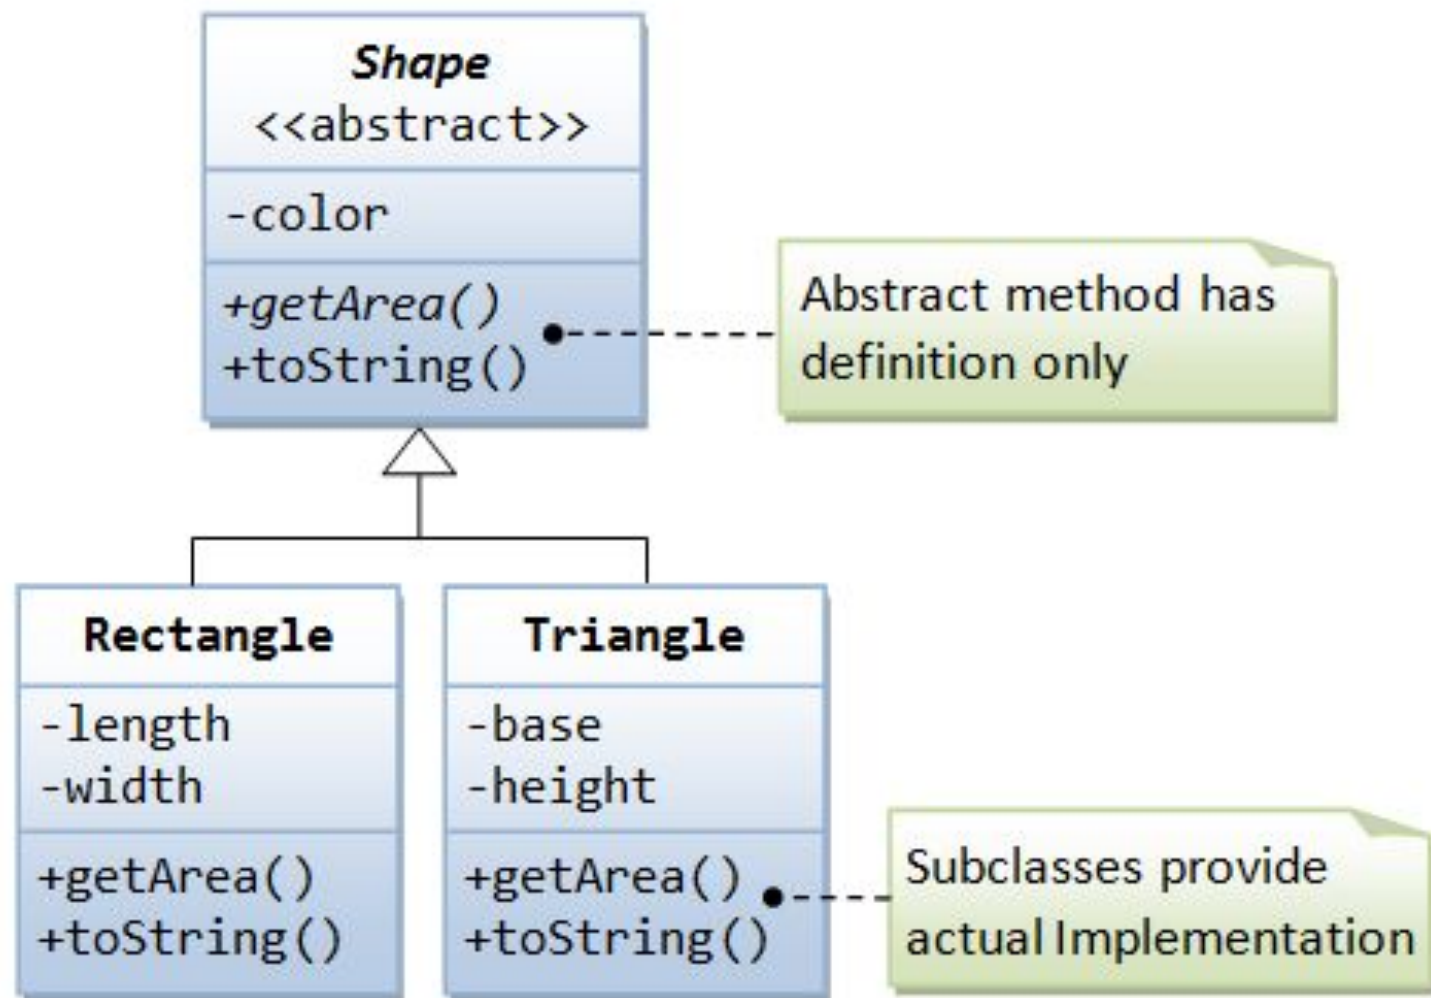 Shape
<<abstract>>
-color
+getArea()
+toString()
Abstract method has
definition only
Rectangle
-length
-width
+getArea()
+toString()
Triangle
-base
-height
+getArea()
+toString()
Subclasses provide
actual Implementation